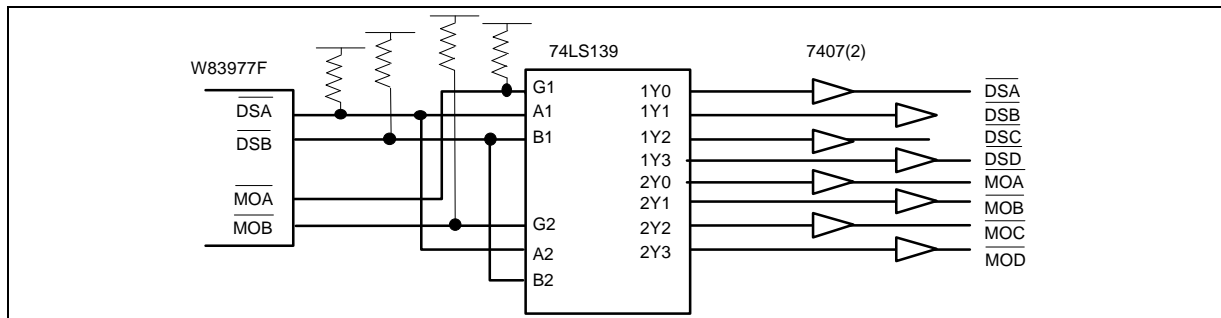 74LS139
7407(2)
W83977F
G1
1Y0
DSA
DSA
A1
1Y1
DSB
DSB
B1
1Y2
DSC
1Y3
DSD
2Y0
MOA
MOA
2Y1
MOB
MOB
G2
2Y2
MOC
A2
2Y3
MOD
B2